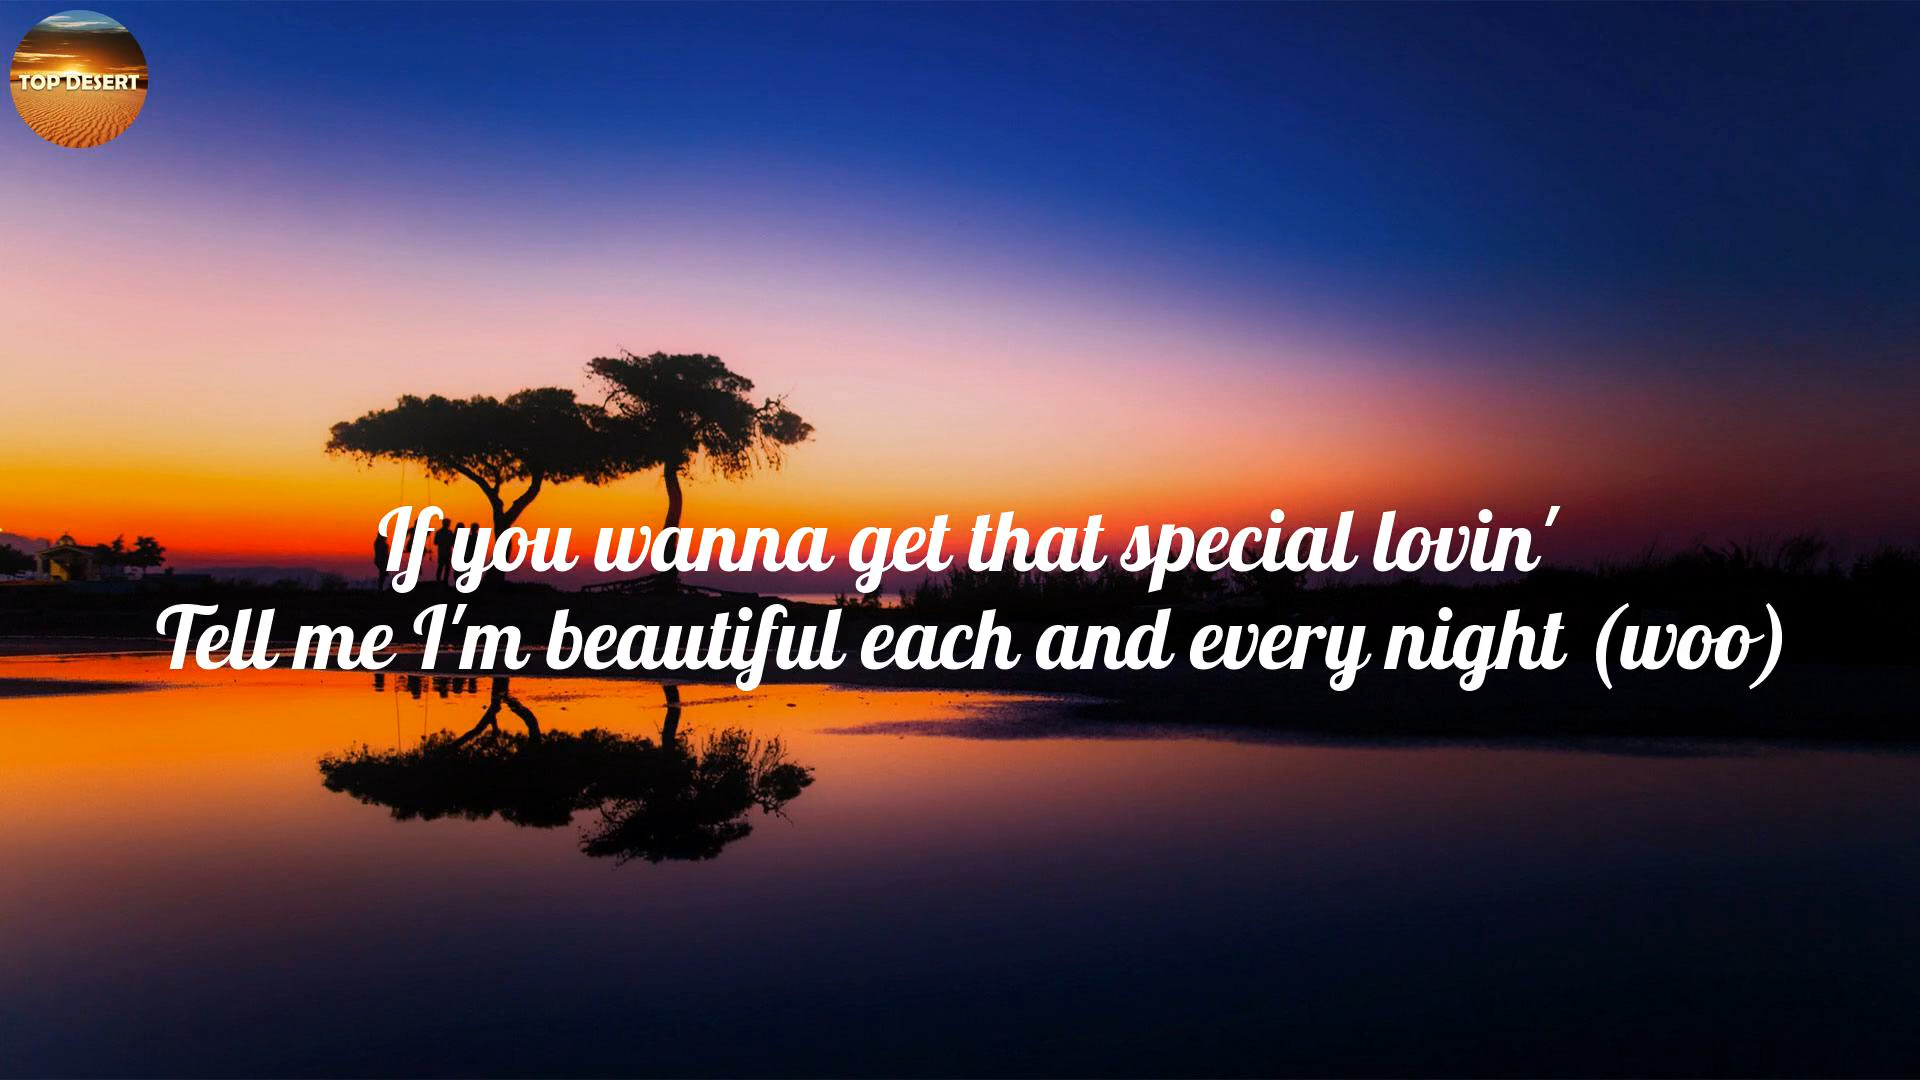 TOP DESERT
If you wanna get that special lovin'
Tell me I'm beautiful each and every night (woo)